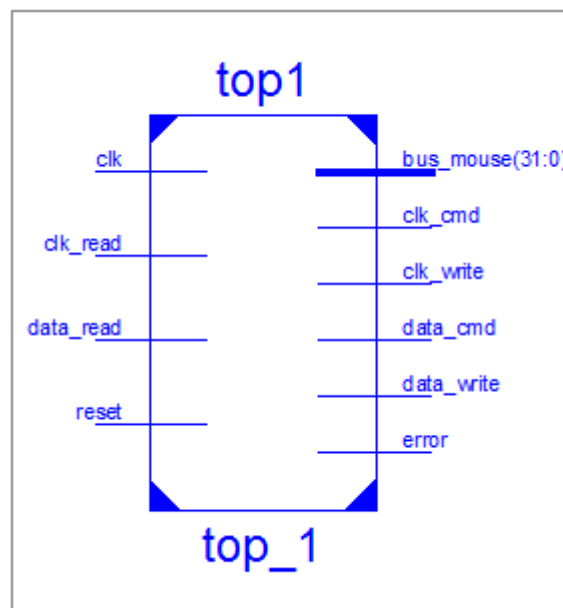 top1
clk
clk_read
data_read
reset
bus_mouse(31:0)
clk_cmd
clk_write
data_cmd
data_write
error
top_1